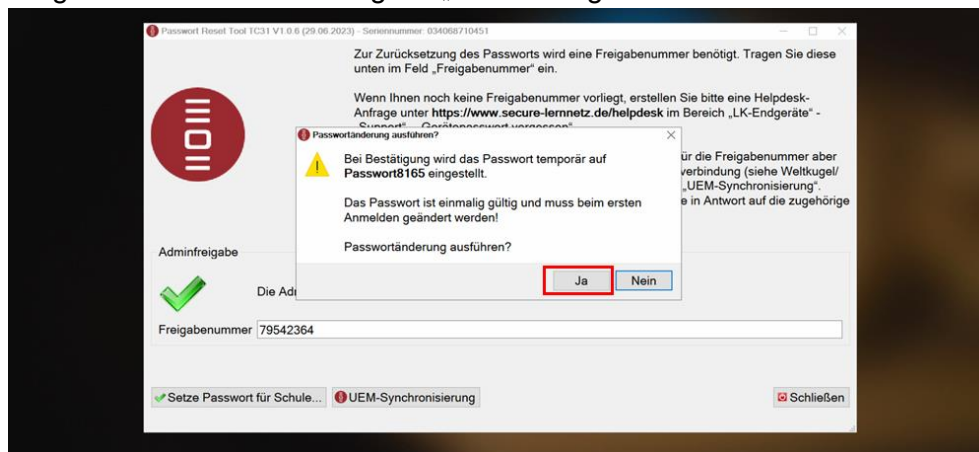 Passwort Reset Tool TC31 V1.0.6 (29.06.2023) - Seriennummer: 034068710451
Zur Zurücksetzung des Passworts wird eine Freigabenummer benötigt. Tragen Sie diese
unten im Feld „Freigabenummer" ein.
Wenn Ihnen noch keine Freigabenummer vorliegt, erstellen Sie bitte eine Helpdesk-
Anfrage unter https://www.secure-lernnetz.de/helpdesk im Bereich „LK-Endgeräte" -
„Support" - „Gerätepasswort vergessen"
Passwortänderung ausführen?
Bei Bestätigung wird das Passwort temporär auf
Passwort8165 eingestellt.
Das Passwort ist einmalig gültig und muss beim ersten
Anmelden geändert werden!
Passwortänderung ausführen?
Ja Nein
ür die Freigabenummer aber
verbindung (siehe Weltkugel/
„UEM-Synchronisierung".
e in Antwort auf die zugehörige
Adminfreigabe
Die Adm
Freigabenummer 79542364
Setze Passwort für Schule... UEM-Synchronisierung Schließen